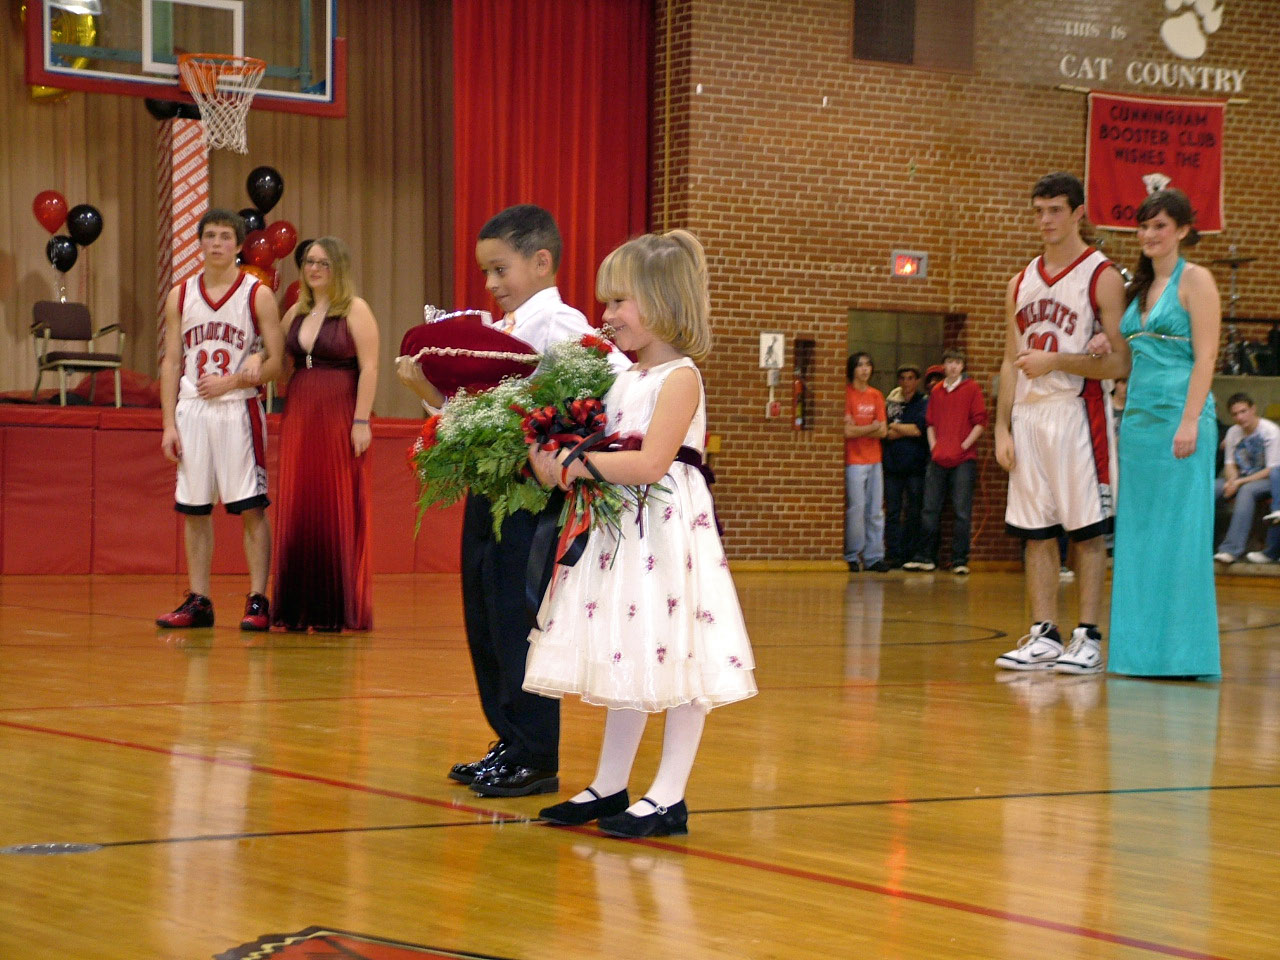 THIS IS
CAT COUNTRY
CUNNINGHAM
BOOSTER CLUB
WISHES THE
WILDCATS
33
WILDCATS